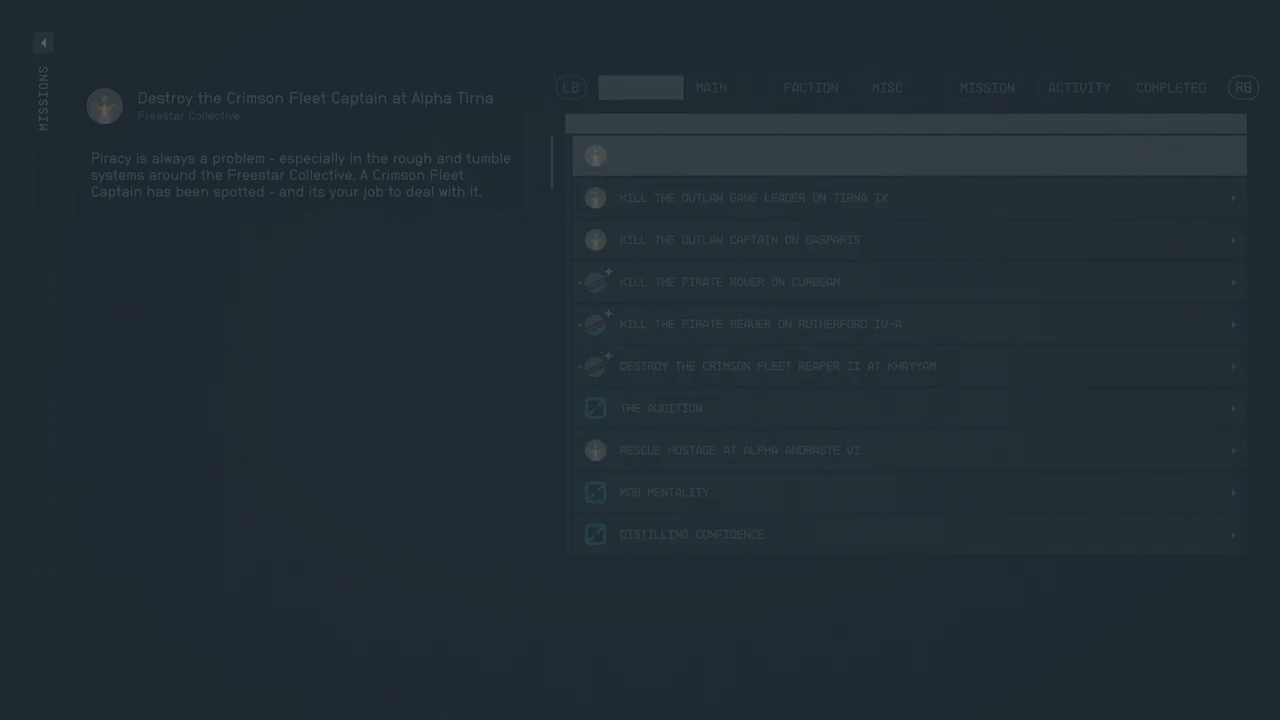 MISSIONS
Destroy the Crimson Fleet Captain at Alpha Tirna
Freestar Collective
Piracy is always a problem - especially in the rough and tumble
systems around the Freestar Collective. A Crimson Fleet
Captain has been spotted - and its your job to deal with it.
LB MAIN FACTION MISC MISSION ACTIVITY COMPLETED RB
KILL THE OUTLAW GANG LEADER ON TIRNA IX
KILL THE OUTLAW CAPTAIN ON GASPARIS
KILL THE PIRATE ROVER ON CURBEAM
KILL THE PIRATE REAVER ON RUTHERFORD IV-A
DESTROY THE CRIMSON FLEET REAPER II AT KHAYYAM
THE AUDITION
RESCUE HOSTAGE AT ALPHA ANDRASTE VI
MOB MENTALITY
DISTILLING CONFIDENCE